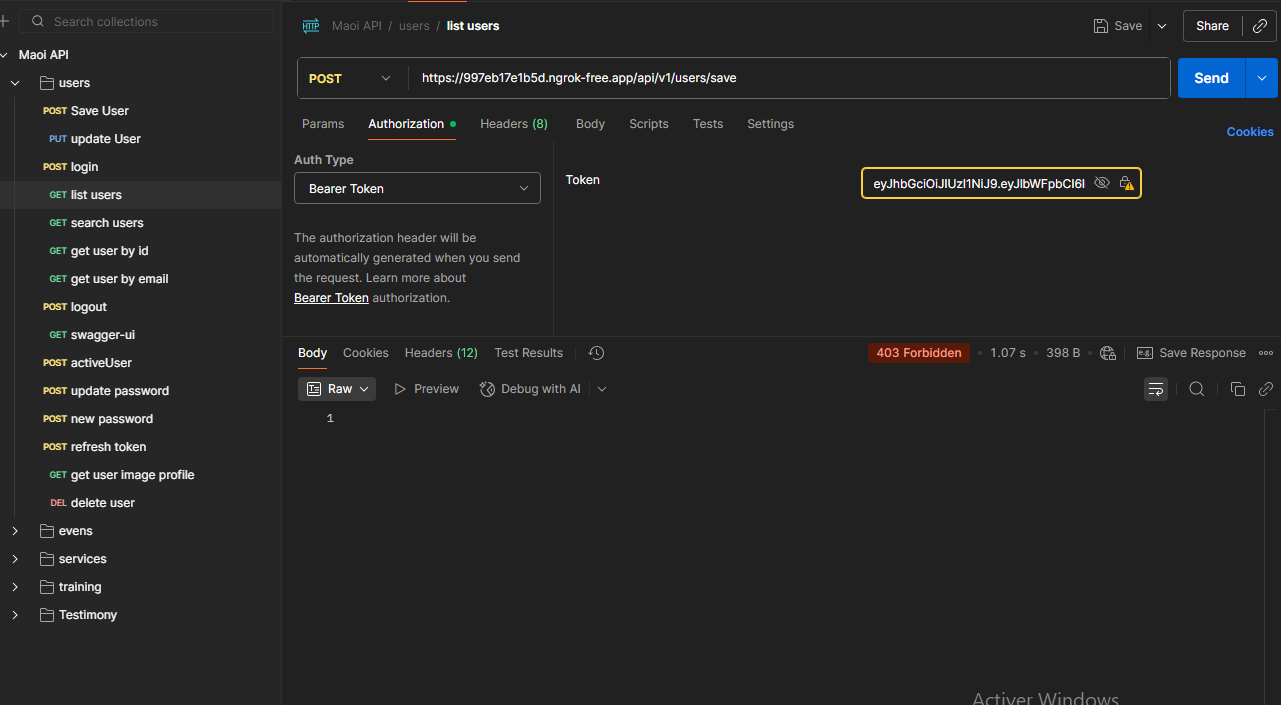 Search collections
Maoi API
users
POST Save User
PUT update User
POST login
GET list users
GET search users
GET get user by id
GET get user by email
POST logout
GET swagger-ui
POST activeUser
POST update password
POST new password
POST refresh token
GET get user image profile
DEL delete user
evens
services
training
Testimony
HTTP Maoi API / users / list users
Save
Share
POST https://997eb17e1b5d.ngrok-free.app/api/v1/users/save
Send
Params Authorization Headers (8) Body Scripts Tests Settings
Cookies
Auth Type
Bearer Token
The authorization header will be
automatically generated when you send
the request. Learn more about
Bearer Token authorization.
Token
eyJhbGciOiJIUzI1NiJ9.eyJlbWFpbCI6I
Body Cookies Headers (12) Test Results
403 Forbidden • 1.07 s • 398 B
e.g. Save Response
Raw Preview Debug with AI
1
Activer Windows